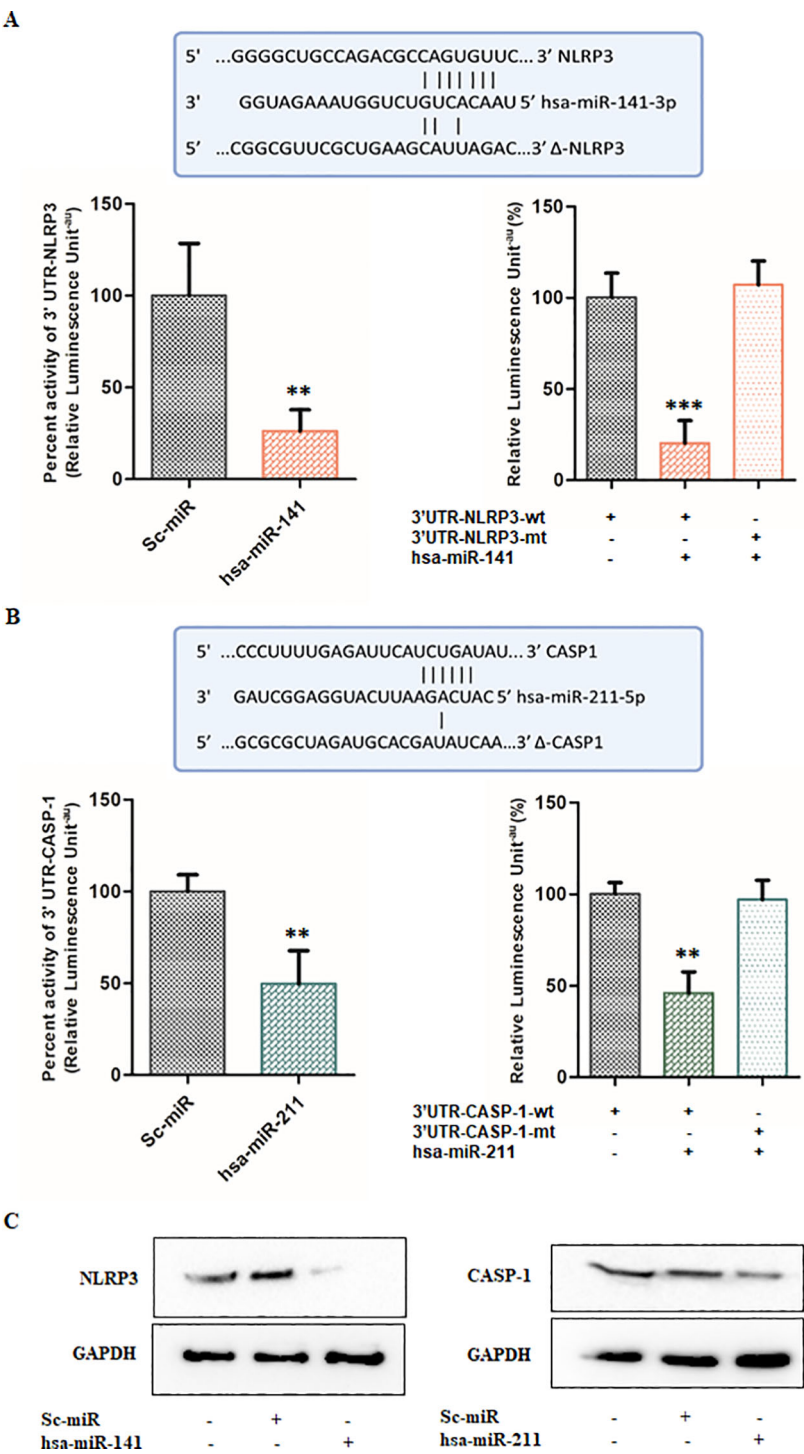 A
5' ...GGGGCUGCCAGACGCCAGUGUUC... 3' NLRP3
3' GGUAGAAAUGGUCUGUCACAAU 5' hsa-miR-141-3p
5' ...CGGCGUUCGCUGAAGCAUUAGAC...3' Δ-NLRP3
Percent activity of 3' UTR-NLRP3
(Relative Luminescence Unit-au)
150
100
50
0
**
Sc-miR
hsa-miR-141
Relative Luminescence Unit-au (%)
150
100
50
0
***
3'UTR-NLRP3-wt + + -
3'UTR-NLRP3-mt - - +
hsa-miR-141 - + +
B
5' ...CCCUUUUGAGAUUCAUCUGAUAU... 3' CASP1
3' GAUCGGAGGUACUUAAGACUAC 5' hsa-miR-211-5p
5' ...GCGCGCUAGAUGCACGAUAUCAA...3' Δ-CASP1
Percent activity of 3' UTR-CASP-1
(Relative Luminescence Unit-au)
150
100
50
0
**
Sc-miR
hsa-miR-211
Relative Luminescence Unit-au (%)
150
100
50
0
**
3'UTR-CASP-1-wt + + -
3'UTR-CASP-1-mt - - +
hsa-miR-211 - + +
C
NLRP3
GAPDH
Sc-miR - + -
hsa-miR-141 - - +
CASP-1
GAPDH
Sc-miR - + -
hsa-miR-211 - - +